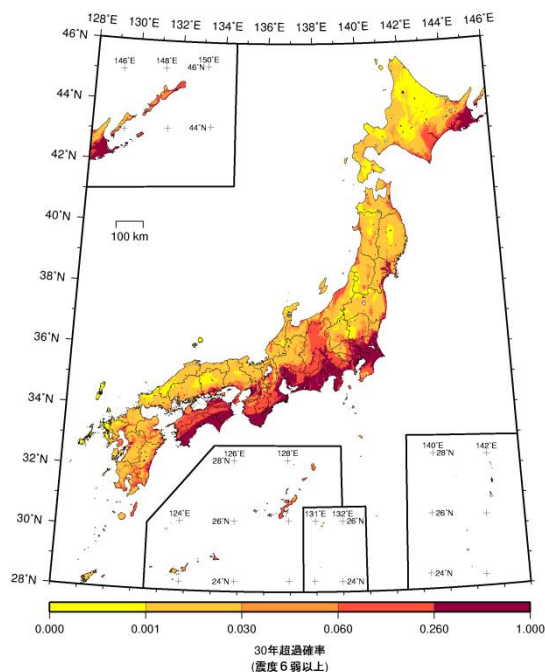 128°E 130°E 132°E 134°E 136°E 138°E 140°E 142°E 144°E 146°E
46°N
146°E 148°E 150°E
46°N
44°N
44°N
42°N
40°N
100 km
38°N
36°N
34°N
32°N
126°E 128°E
28°N
140°E 142°E
28°N
30°N
124°E
26°N
131°E 132°E
26°N
26°N
28°N
24°N
24°N
24°N
0.000 0.001 0.030 0.060 0.260 1.000
30年超過確率
(震度6弱以上)